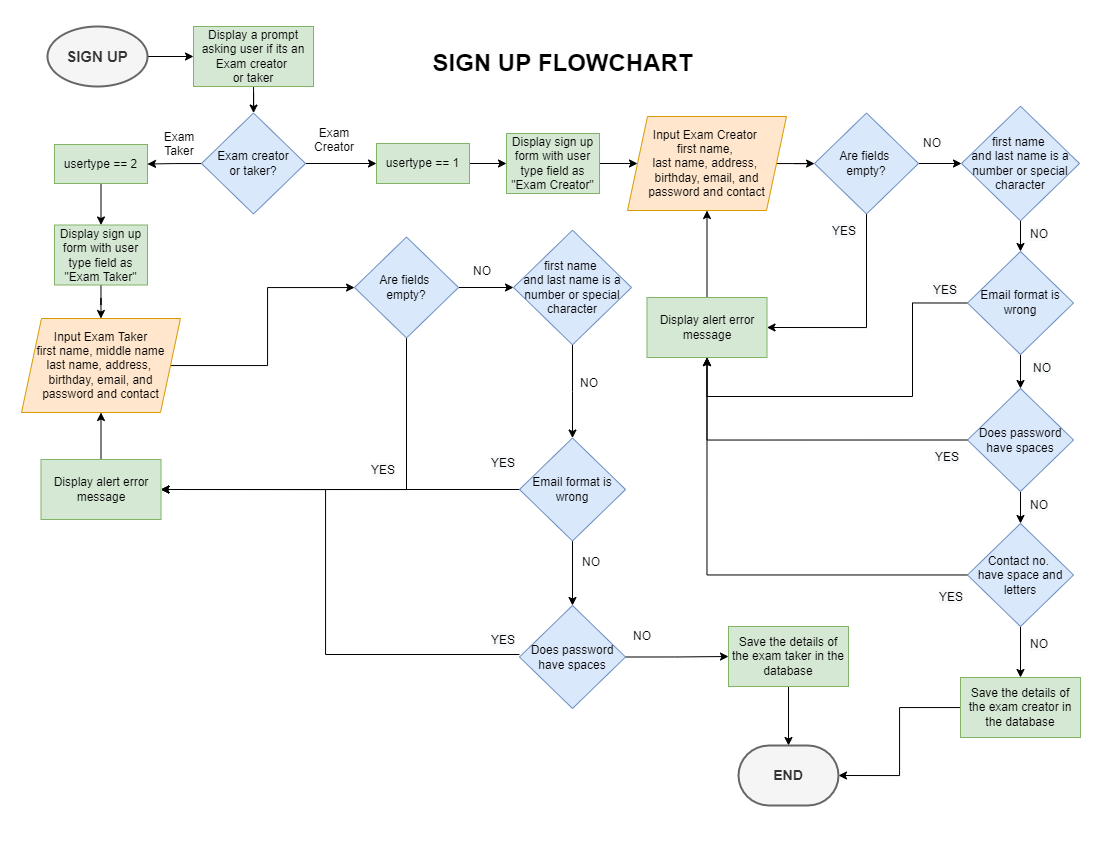 SIGN UP
Display a prompt
asking user if its an
Exam creator
or taker
SIGN UP FLOWCHART
Exam creator
or taker?
Exam
Taker
Exam
Creator
usertype == 2
usertype == 1
Display sign up
form with user
type field as
"Exam Creator"
Input Exam Creator
first name,
last name, address,
birthday, email, and
password and contact
Are fields
empty?
NO
YES
first name
and last name is a
number or special
character
NO
Email format is
wrong
YES
NO
Display alert error
message
Does password
have spaces
YES
NO
Contact no.
have space and
letters
YES
NO
Save the details of
the exam creator in
the database
Display sign up
form with user
type field as
"Exam Taker"
Input Exam Taker
first name, middle name
last name, address,
birthday, email, and
password and contact
Are fields
empty?
NO
YES
first name
and last name is a
number or special
character
NO
Email format is
wrong
YES
NO
Display alert error
message
Does password
have spaces
YES
NO
Save the details of
the exam taker in the
database
END